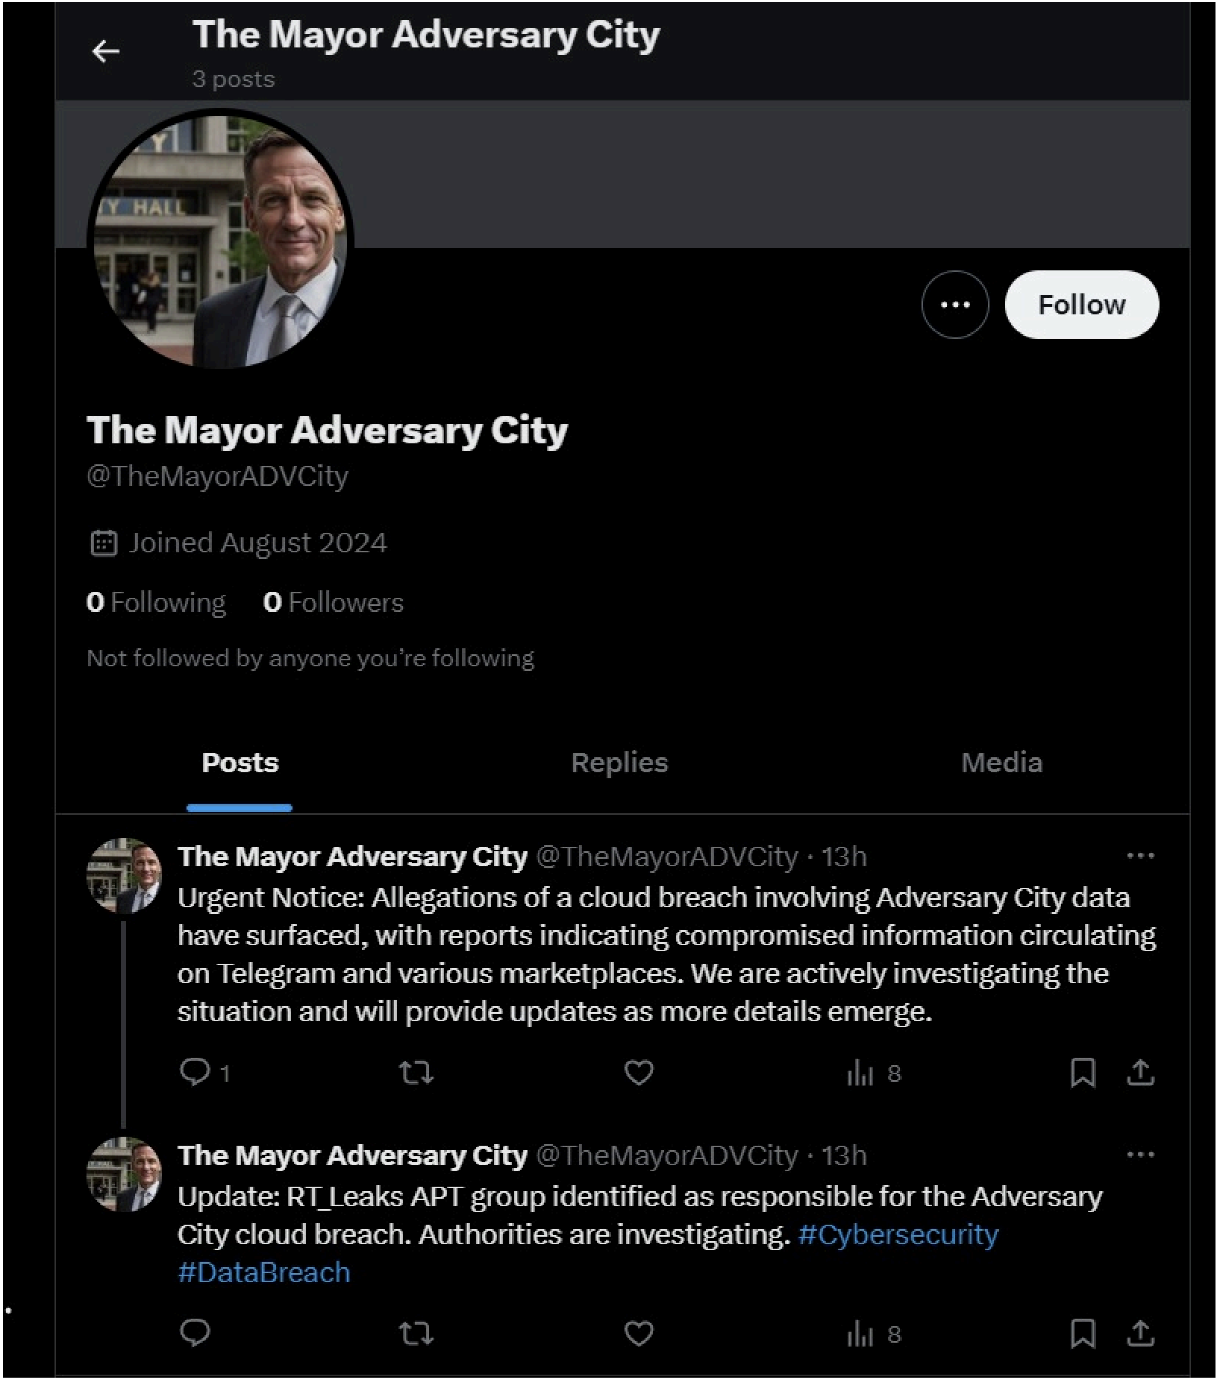 The Mayor Adversary City
3 posts
Y
TY HALL
Follow
The Mayor Adversary City
@TheMayorADVCity
Joined August 2024
0 Following 0 Followers
Not followed by anyone you're following
Posts Replies Media
The Mayor Adversary City @TheMayorADVCity · 13h
Urgent Notice: Allegations of a cloud breach involving Adversary City data
have surfaced, with reports indicating compromised information circulating
on Telegram and various marketplaces. We are actively investigating the
situation and will provide updates as more details emerge.
1 8
The Mayor Adversary City @TheMayorADVCity · 13h
Update: RT_Leaks APT group identified as responsible for the Adversary
City cloud breach. Authorities are investigating. #Cybersecurity
#DataBreach
8